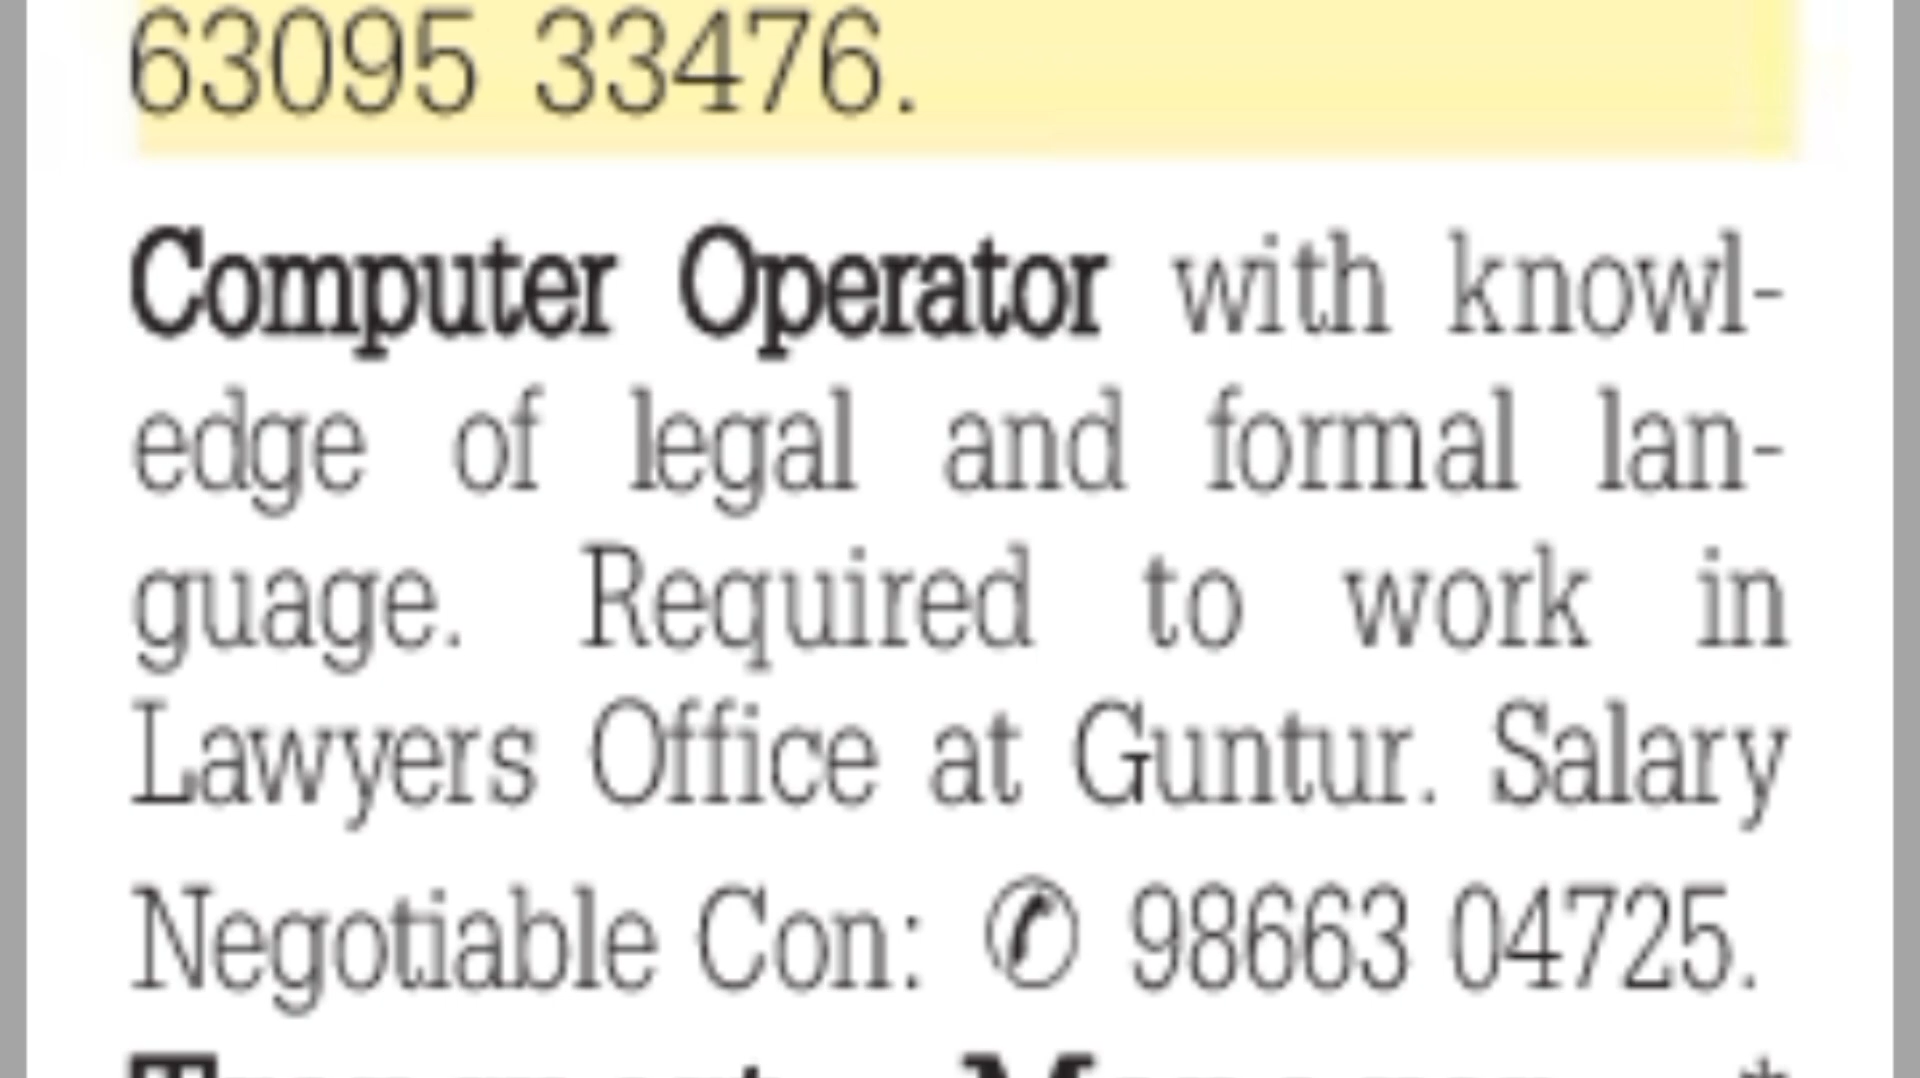 63095 33476.
Computer Operator with knowl-
edge of legal and formal lan-
guage. Required to work in
Lawyers Office at Guntur. Salary
Negotiable Con: ✆ 98663 04725.